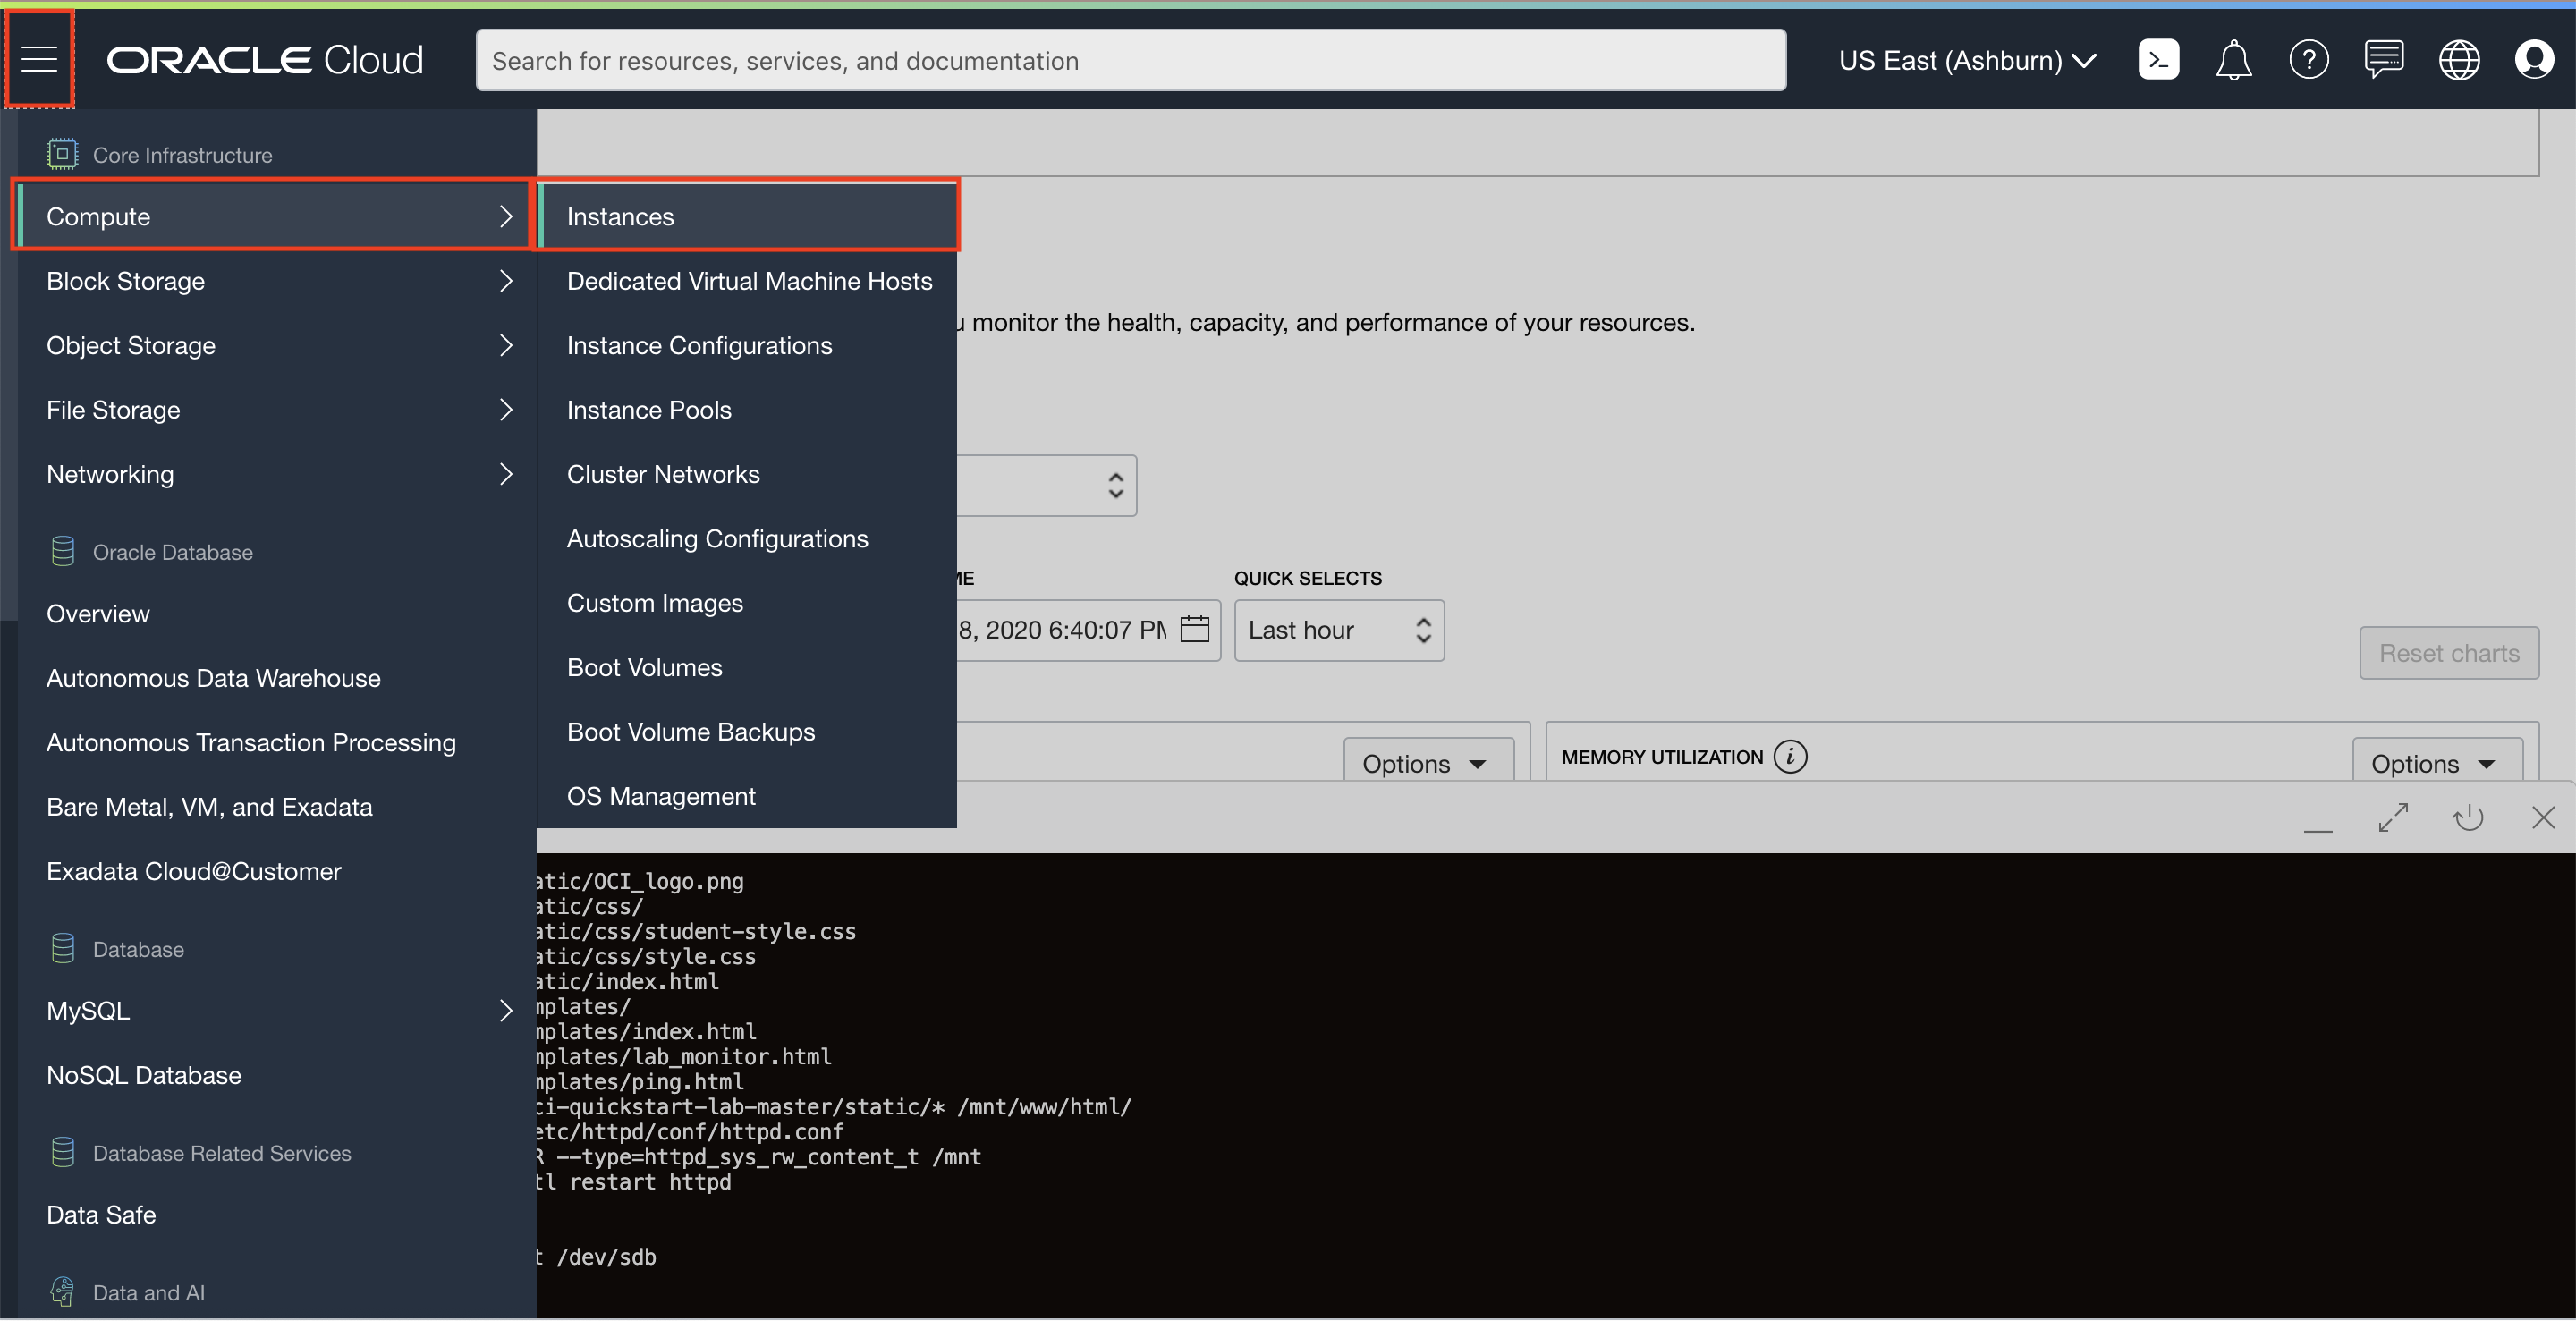 ORACLE Cloud
Search for resources, services, and documentation
US East (Ashburn)
Core Infrastructure
Compute
Block Storage
Object Storage
File Storage
Networking
Oracle Database
Overview
Autonomous Data Warehouse
Autonomous Transaction Processing
Bare Metal, VM, and Exadata
Exadata Cloud@Customer
Database
MySQL
NoSQL Database
Database Related Services
Data Safe
Data and AI
Instances
Dedicated Virtual Machine Hosts
Instance Configurations
Instance Pools
Cluster Networks
Autoscaling Configurations
Custom Images
Boot Volumes
Boot Volume Backups
OS Management
monitor the health, capacity, and performance of your resources.
QUICK SELECTS
8, 2020 6:40:07 PM
Last hour
Reset charts
Options
MEMORY UTILIZATION
Options
atic/OCI_logo.png
atic/css/
atic/css/student-style.css
atic/css/style.css
atic/index.html
mplates/
mplates/index.html
mplates/lab_monitor.html
mplates/ping.html
ci-quickstart-lab-master/static/* /mnt/www/html/
etc/httpd/conf/httpd.conf
R --type=httpd_sys_rw_content_t /mnt
tl restart httpd
t /dev/sdb